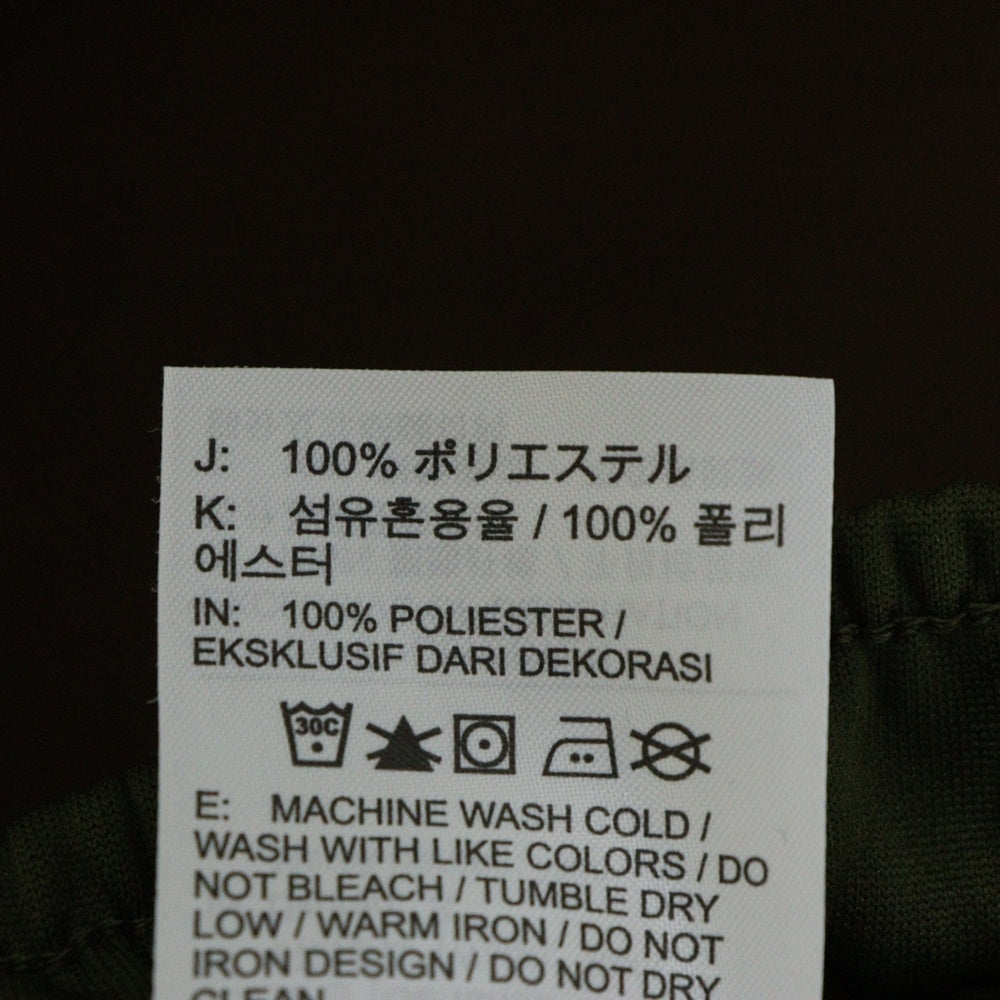 J: 100% ポリエステル
K: 섬유혼용율 / 100% 폴리
에스터
IN: 100% POLIESTER /
EKSKLUSIF DARI DEKORASI
30C
E: MACHINE WASH COLD /
WASH WITH LIKE COLORS / DO
NOT BLEACH / TUMBLE DRY
LOW / WARM IRON / DO NOT
IRON DESIGN / DO NOT DRY
CLEAN